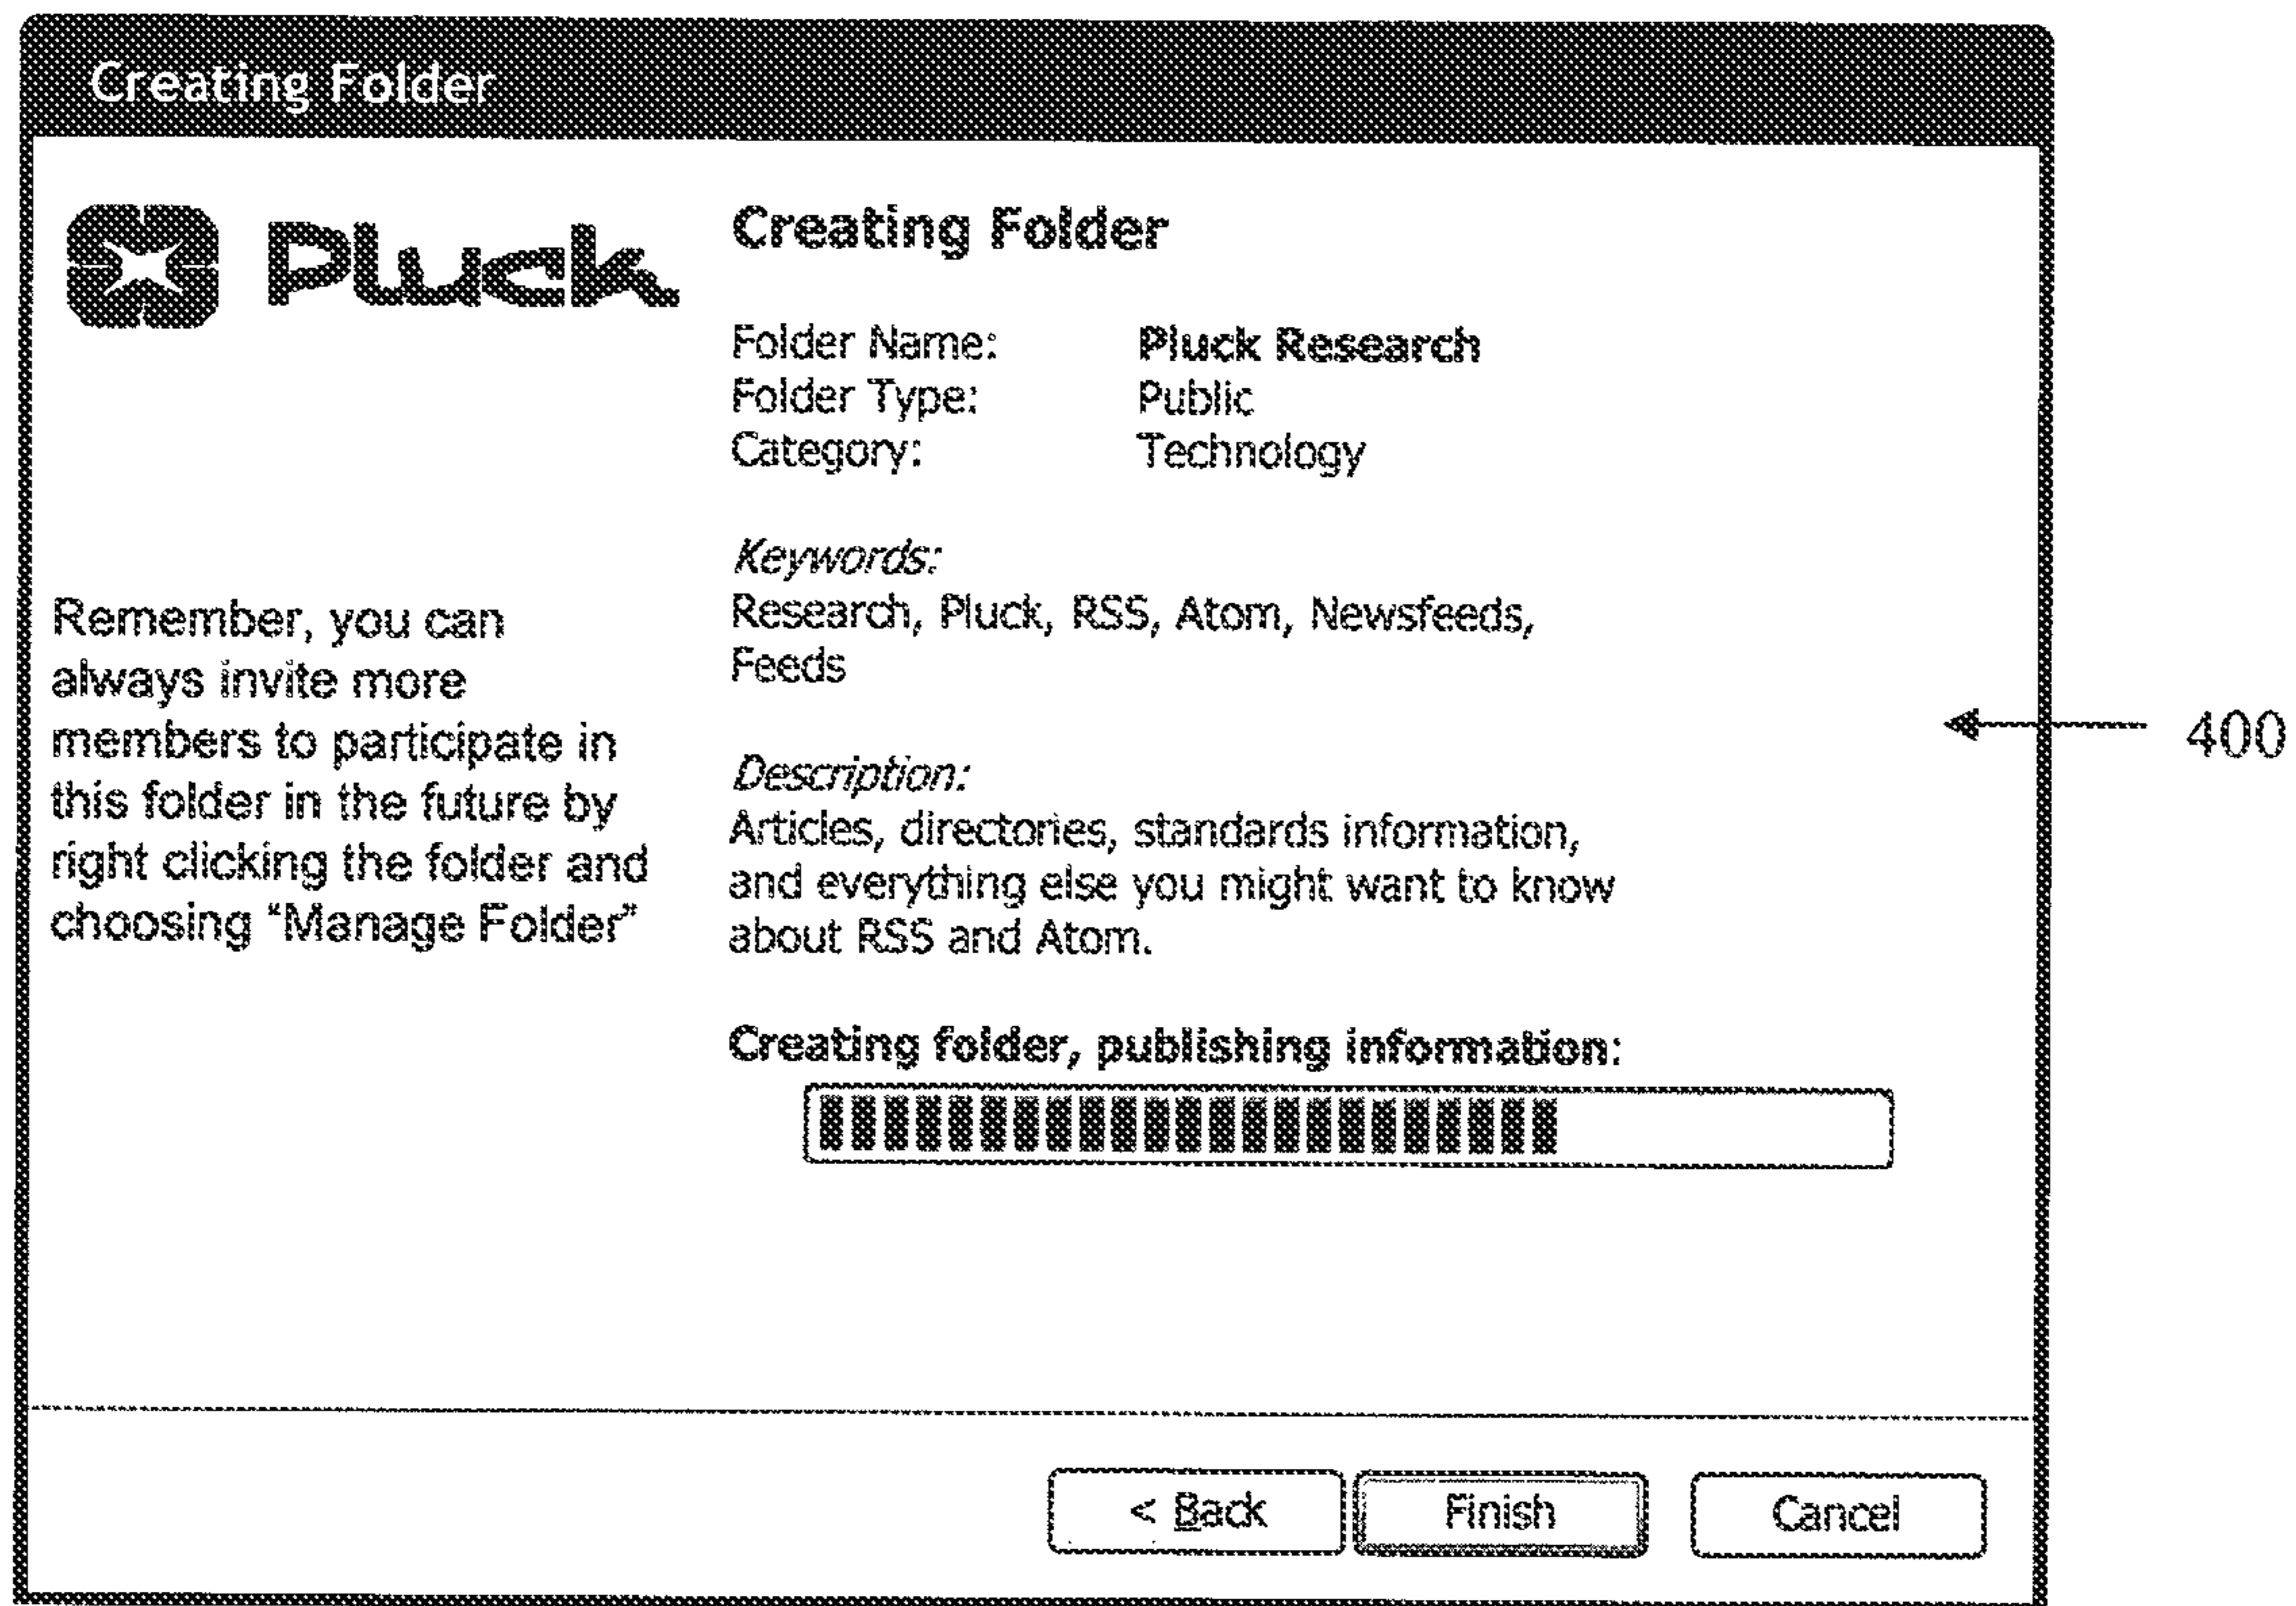 Creating Folder
Pluck
Remember, you can
always invite more
members to participate in
this folder in the future by
right clicking the folder and
choosing “Manage Folder”
Creating Folder
Folder Name: Pluck Research
Folder Type: Public
Category: Technology
Keywords:
Research, Pluck, RSS, Atom, Newsfeeds,
Feeds
Description:
Articles, directories, standards information,
and everything else you might want to know
about RSS and Atom.
Creating folder, publishing information:
400
< Back Finish Cancel